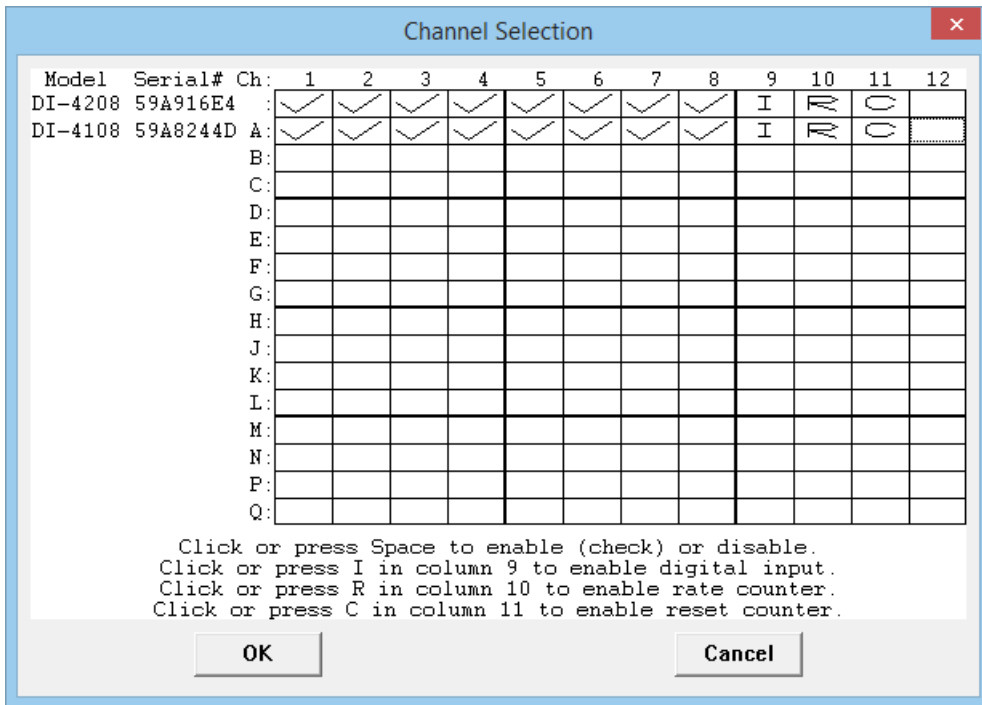 Channel Selection
Model Serial# Ch: 1 2 3 4 5 6 7 8 9 10 11 12
DI-4208 59A916E4 : I R C
DI-4108 59A8244D A: I R C
B:
C:
D:
E:
F:
G:
H:
J:
K:
L:
M:
N:
P:
Q:
Click or press Space to enable (check) or disable.
Click or press I in column 9 to enable digital input.
Click or press R in column 10 to enable rate counter.
Click or press C in column 11 to enable reset counter.
OK Cancel